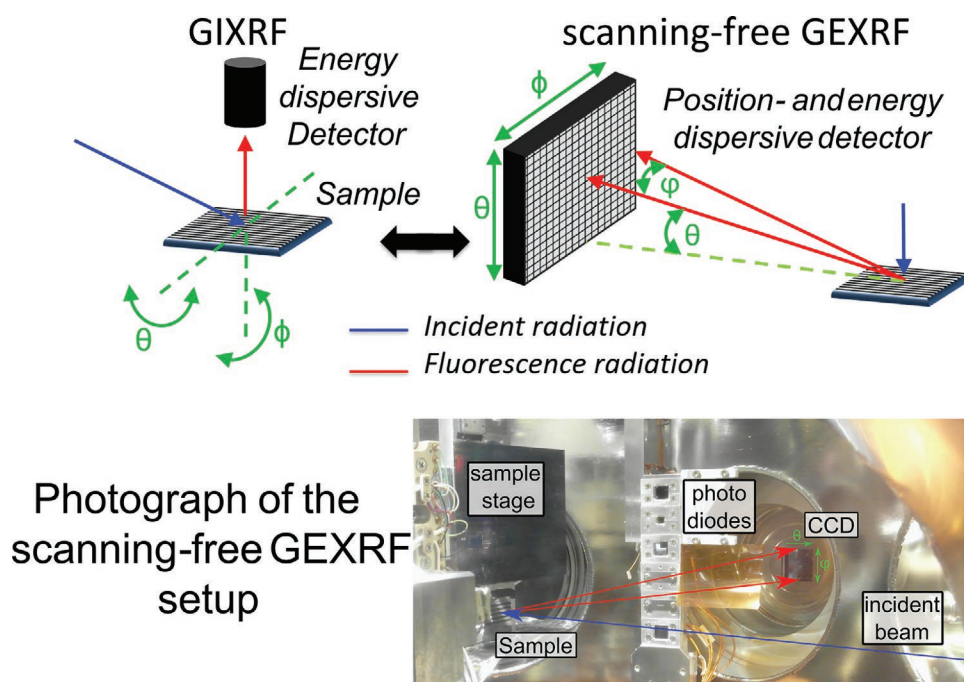 GIXRF
Energy
dispersive
Detector
Sample
θ
ϕ
scanning-free GEXRF
ϕ
θ
Position- and energy
dispersive detector
φ
θ
Incident radiation
Fluorescence radiation
Photograph of the
scanning-free GEXRF
setup
sample
stage
photo
diodes
CCD
θ
φ
incident
beam
Sample